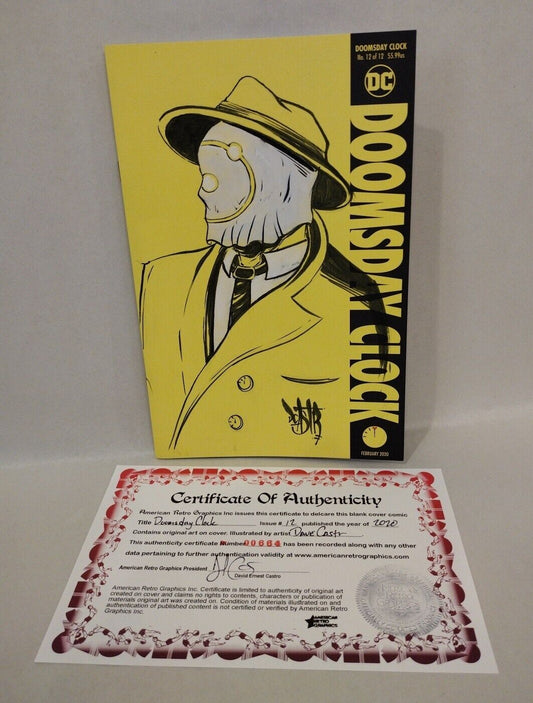 DOOMSDAY CLOCK
No. 12 of 12 $5.99us
DC
DOOMSDAY CLOCK
FEBRUARY 2020
Certificate Of Authenticity
American Retro Graphics Inc issues this certificate to delcare this blank cover comic
Title Doomsday Clock Issue # 12 published the year of 2020
Contains original art on cover. Illustrated by artist Dave Castr
This authenticity certificate Number 00664 has been recorded along with any other
data pertaining to further authentication validity at www.americanretrographics.com
American Retro Graphics President
David Ernest Castro
American Retro Graphics Inc. Certificate is limited to authenticity of original art
created on cover and claims no rights to contents, characters or publication of
materials original art was created on. Condition of materials illustrated on and
authentication of published content is not certified or verified by American Retro
Graphics Inc.
AMERICAN
RETRO
GRAPHICS